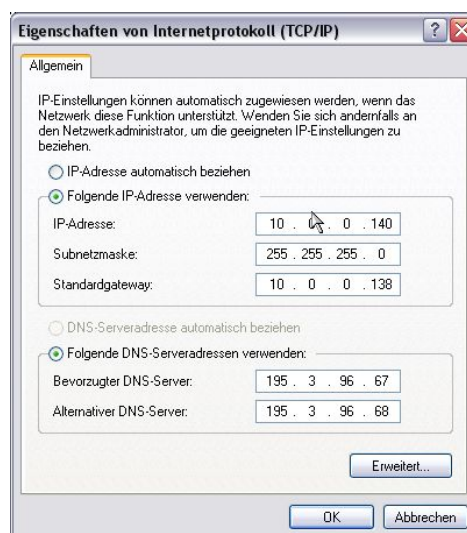 Eigenschaften von Internetprotokoll (TCP/IP)
Allgemein
IP-Einstellungen können automatisch zugewiesen werden, wenn das
Netzwerk diese Funktion unterstützt. Wenden Sie sich andernfalls an
den Netzwerkadministrator, um die geeigneten IP-Einstellungen zu
beziehen.
IP-Adresse automatisch beziehen
Folgende IP-Adresse verwenden:
IP-Adresse: 10 . 0 . 0 . 140
Subnetzmaske: 255 . 255 . 255 . 0
Standardgateway: 10 . 0 . 0 . 138
DNS-Serveradresse automatisch beziehen
Folgende DNS-Serveradressen verwenden:
Bevorzugter DNS-Server: 195 . 3 . 96 . 67
Alternativer DNS-Server: 195 . 3 . 96 . 68
Erweitert...
OK Abbrechen